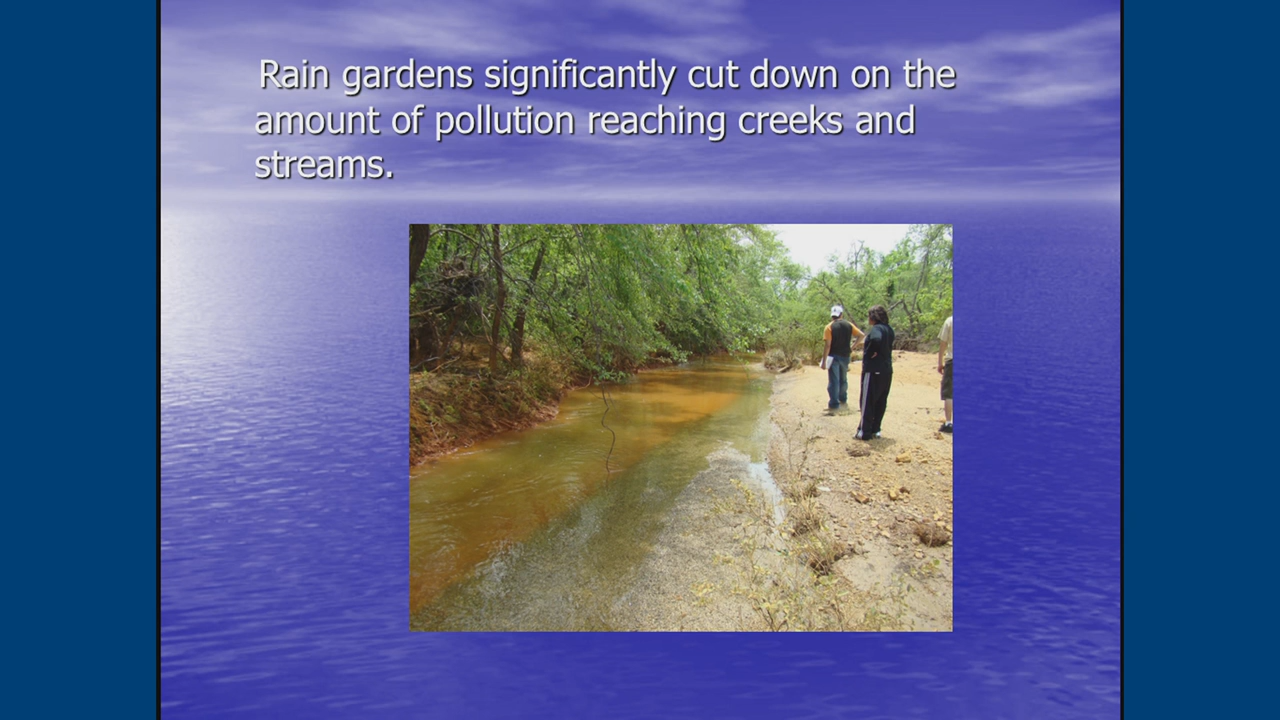 Rain gardens significantly cut down on the
amount of pollution reaching creeks and
streams.